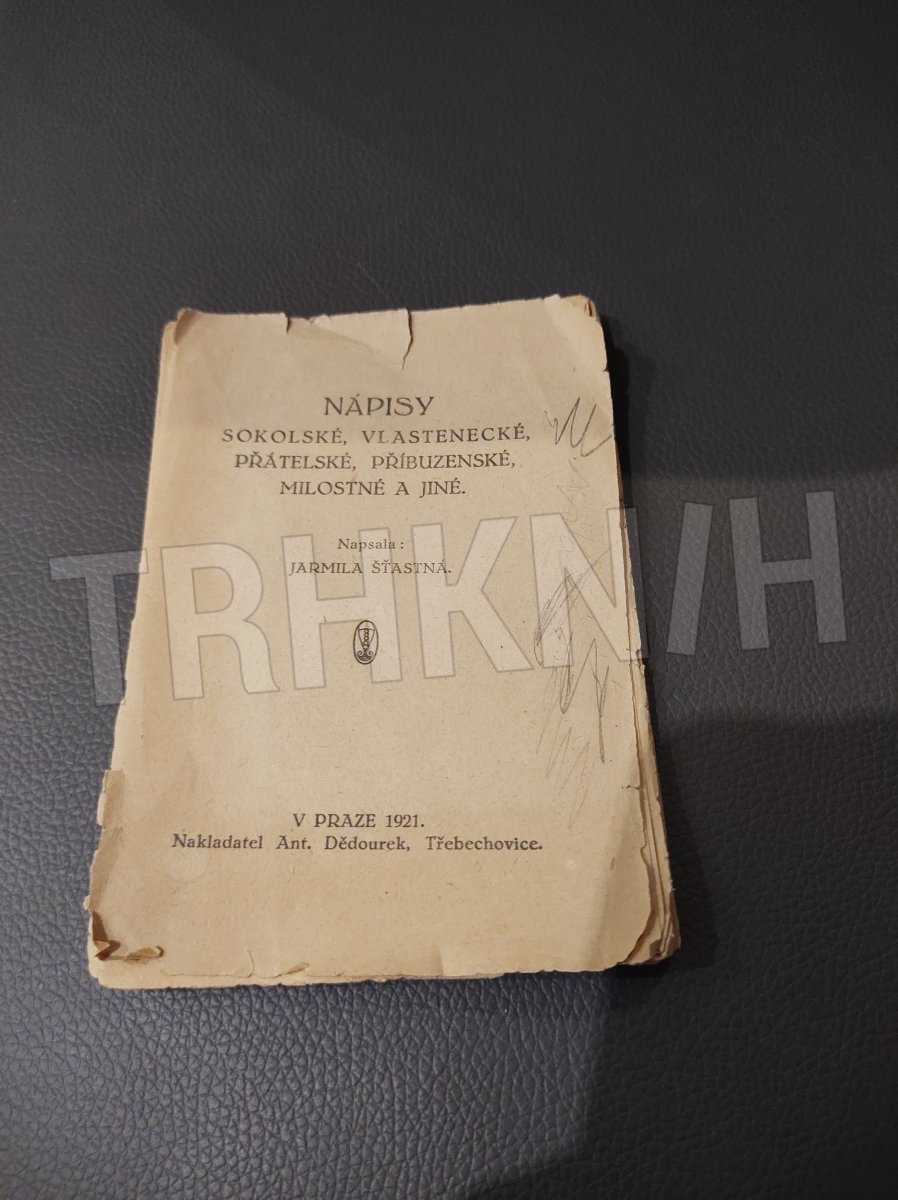 NÁPISY
SOKOLSKÉ, VLASTENECKÉ,
PŘÁTELSKÉ, PŘÍBUZENSKÉ,
MILOSTNÉ A JINÉ.
Napsala:
JARMILA ŠŤASTNÁ.
TRHKNIH
V PRAZE 1921.
Nakladatel Ant. Dědourek, Třebechovice.